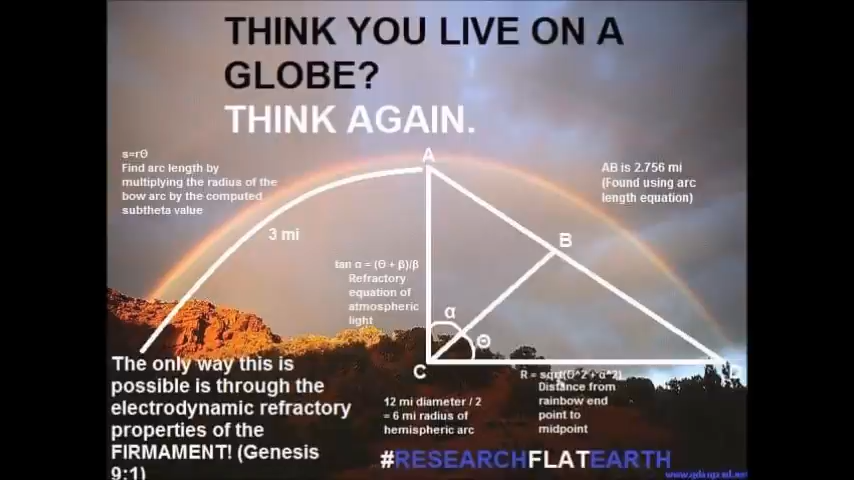 THINK YOU LIVE ON A
GLOBE?
THINK AGAIN.
s=rΘ
Find arc length by
multiplying the radius of the
bow arc by the computed
subtheta value
A
AB is 2.756 mi
(Found using arc
length equation)
3 mi
B
tan α = (Θ + β)/β
Refractory
equation of
atmospheric
light
α
Θ
C
D
The only way this is
possible is through the
electrodynamic refractory
properties of the
FIRMAMENT! (Genesis
9:1)
12 mi diameter / 2
= 6 mi radius of
hemispheric arc
R = sqrt(Θ^2 + α^2)
Distance from
rainbow end
point to
midpoint
#RESEARCHFLATEARTH